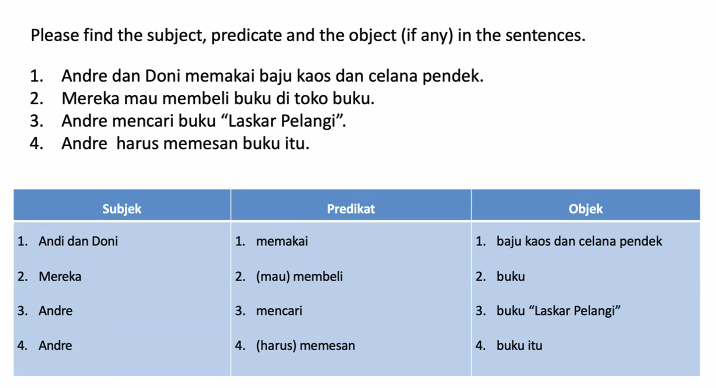 Please find the subject, predicate and the object (if any) in the sentences.
1. Andre dan Doni memakai baju kaos dan celana pendek.
2. Mereka mau membeli buku di toko buku.
3. Andre mencari buku “Laskar Pelangi”.
4. Andre harus memesan buku itu.
Subjek Predikat Objek
1. Andi dan Doni 1. memakai 1. baju kaos dan celana pendek
2. Mereka 2. (mau) membeli 2. buku
3. Andre 3. mencari 3. buku “Laskar Pelangi”
4. Andre 4. (harus) memesan 4. buku itu